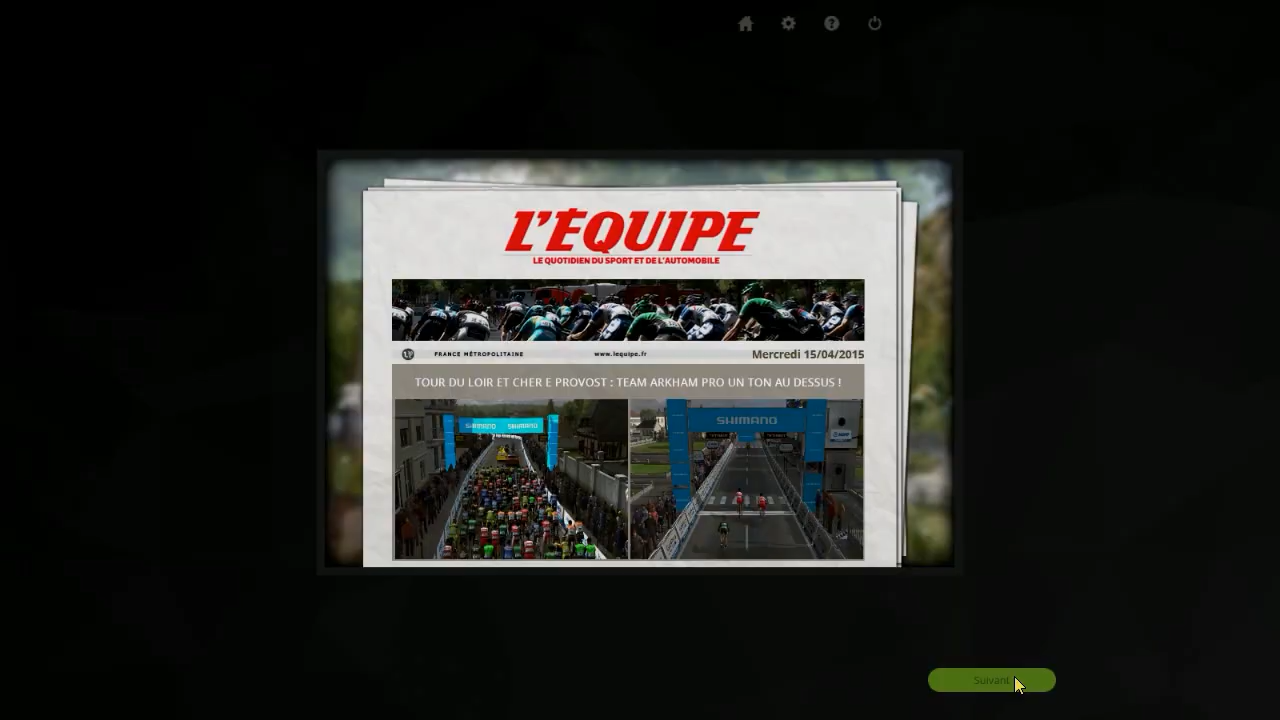 L'ÉQUIPE
LE QUOTIDIEN DU SPORT ET DE L'AUTOMOBILE
FRANCE MÉTROPOLITAINE www.lequipe.fr Mercredi 15/04/2015
TOUR DU LOIR ET CHER E PROVOST : TEAM ARKHAM PRO UN TON AU DESSUS !
SHIMANO SHIMANO
SHIMANO
Suivant